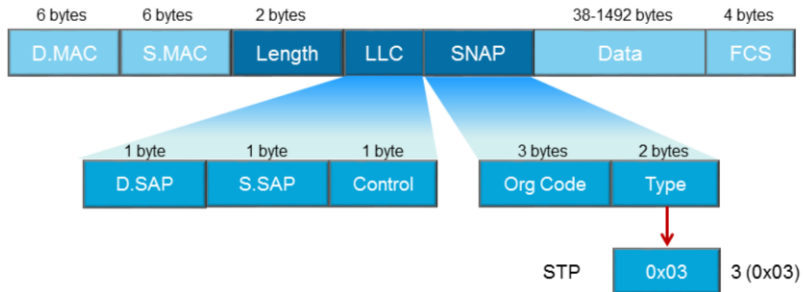 6 bytes 6 bytes 2 bytes 38-1492 bytes 4 bytes
D.MAC S.MAC Length LLC SNAP Data FCS
1 byte 1 byte 1 byte 3 bytes 2 bytes
D.SAP S.SAP Control Org Code Type
STP 0x03 3 (0x03)